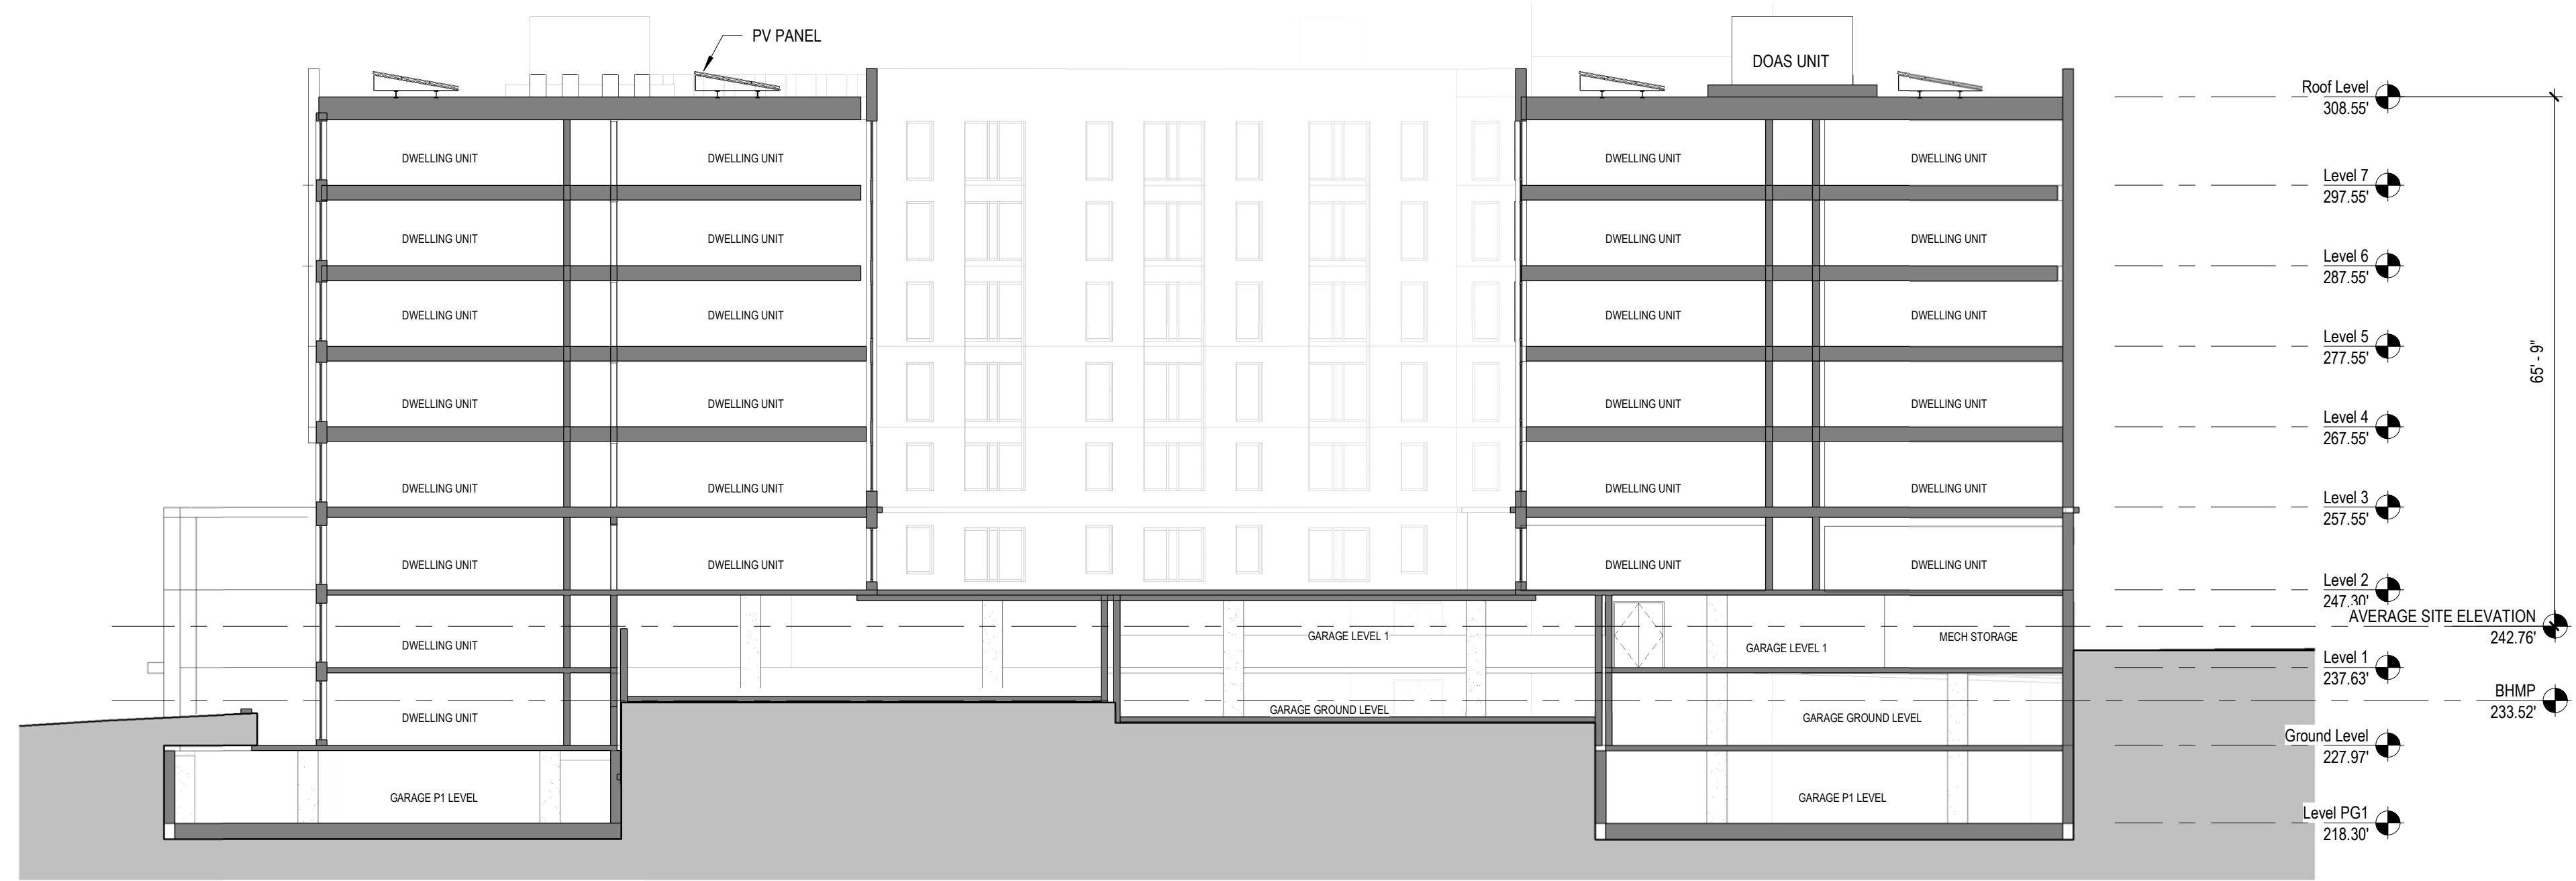 PV PANEL
DOAS UNIT
Roof Level
308.55'
DWELLING UNIT
DWELLING UNIT
DWELLING UNIT
DWELLING UNIT
Level 7
297.55'
DWELLING UNIT
DWELLING UNIT
DWELLING UNIT
DWELLING UNIT
Level 6
287.55'
DWELLING UNIT
DWELLING UNIT
DWELLING UNIT
DWELLING UNIT
Level 5
277.55'
65' - 9"
DWELLING UNIT
DWELLING UNIT
DWELLING UNIT
DWELLING UNIT
Level 4
267.55'
DWELLING UNIT
DWELLING UNIT
DWELLING UNIT
DWELLING UNIT
Level 3
257.55'
DWELLING UNIT
DWELLING UNIT
DWELLING UNIT
DWELLING UNIT
Level 2
247.30'
AVERAGE SITE ELEVATION
242.76'
DWELLING UNIT
GARAGE LEVEL 1
GARAGE LEVEL 1
MECH STORAGE
Level 1
237.63'
BHMP
233.52'
DWELLING UNIT
GARAGE GROUND LEVEL
GARAGE GROUND LEVEL
Ground Level
227.97'
GARAGE P1 LEVEL
GARAGE P1 LEVEL
Level PG1
218.30'